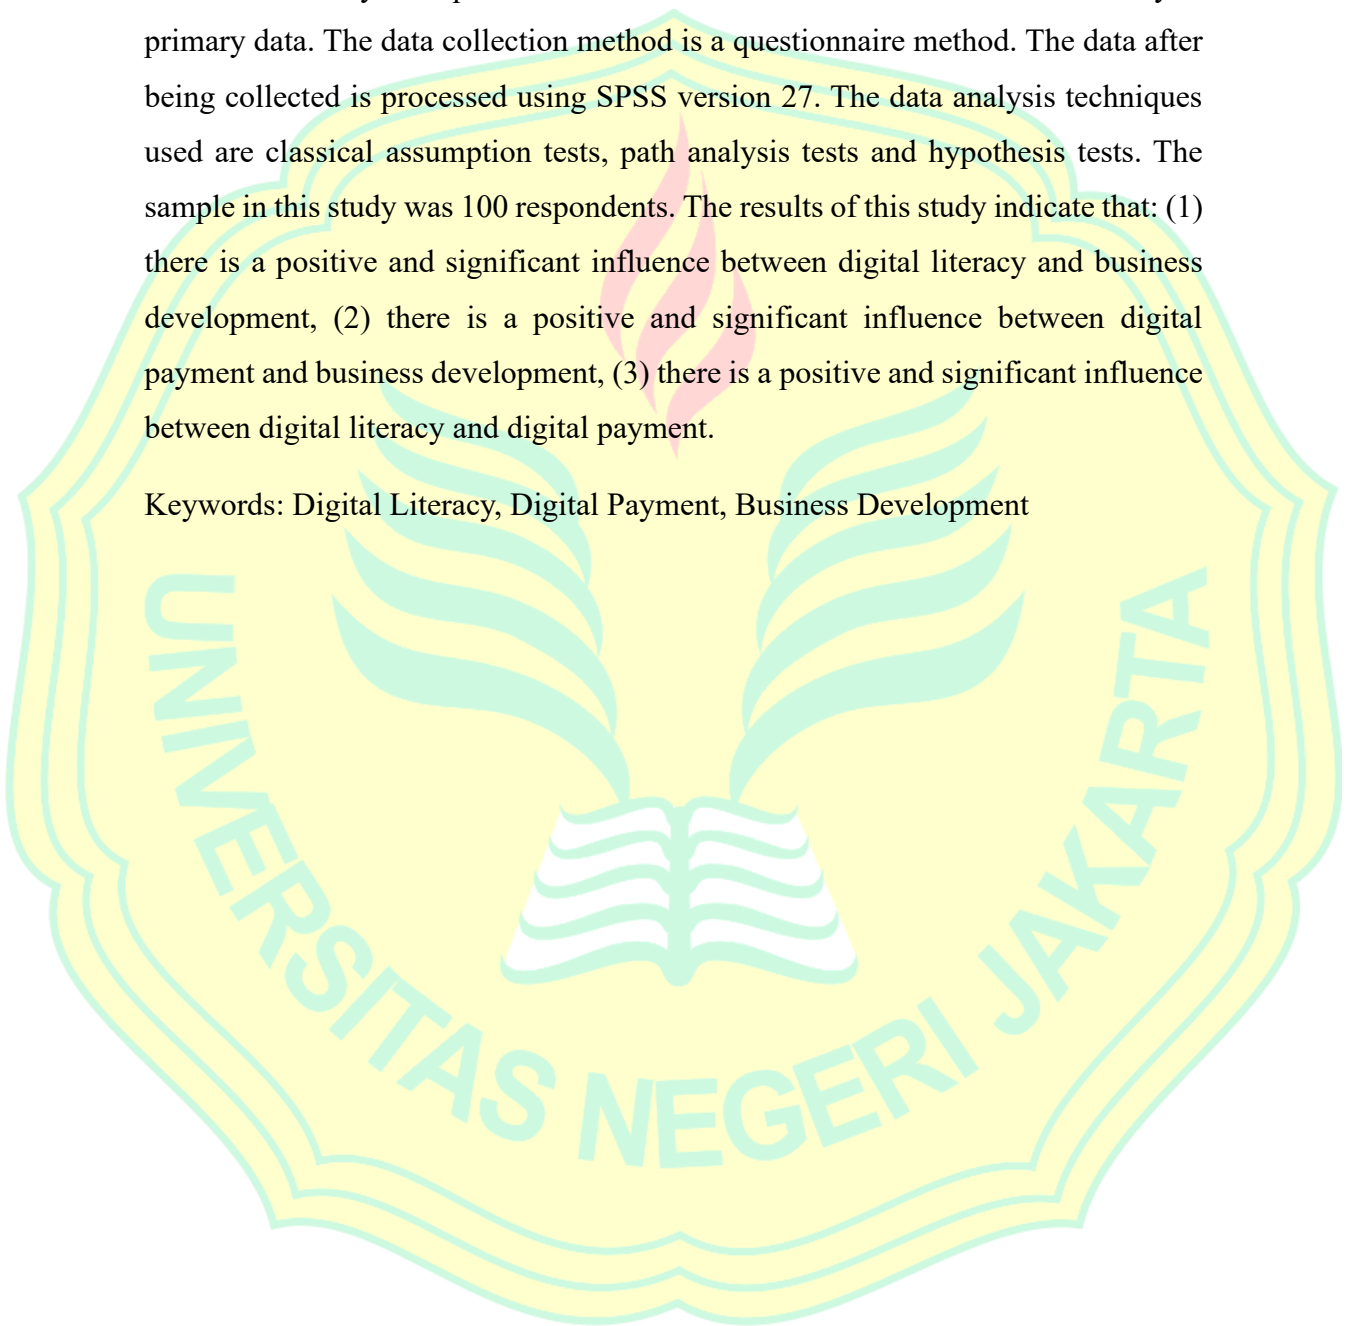 primary data. The data collection method is a questionnaire method. The data after
being collected is processed using SPSS version 27. The data analysis techniques
used are classical assumption tests, path analysis tests and hypothesis tests. The
sample in this study was 100 respondents. The results of this study indicate that: (1)
there is a positive and significant influence between digital literacy and business
development, (2) there is a positive and significant influence between digital
payment and business development, (3) there is a positive and significant influence
between digital literacy and digital payment.
Keywords: Digital Literacy, Digital Payment, Business Development
UNIVERSITAS NEGERI JAKARTA